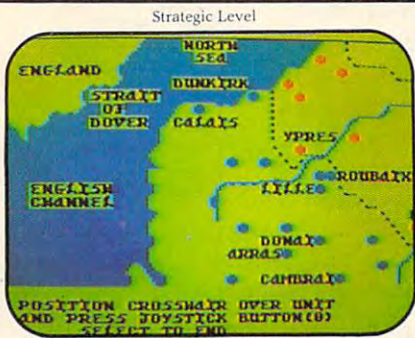 Strategic Level
NORTH
SEA
ENGLAND
DUNKIRK
STRAIT
OF
DOVER
CALAIS
YPRES
ROUBAIX
LILLE
ENGLISH
CHANNEL
DOUAI
ARRAS
CAMBRAI
POSITION CROSSHAIR OVER UNIT
AND PRESS JOYSTICK BUTTON(0)
SELECT TO END